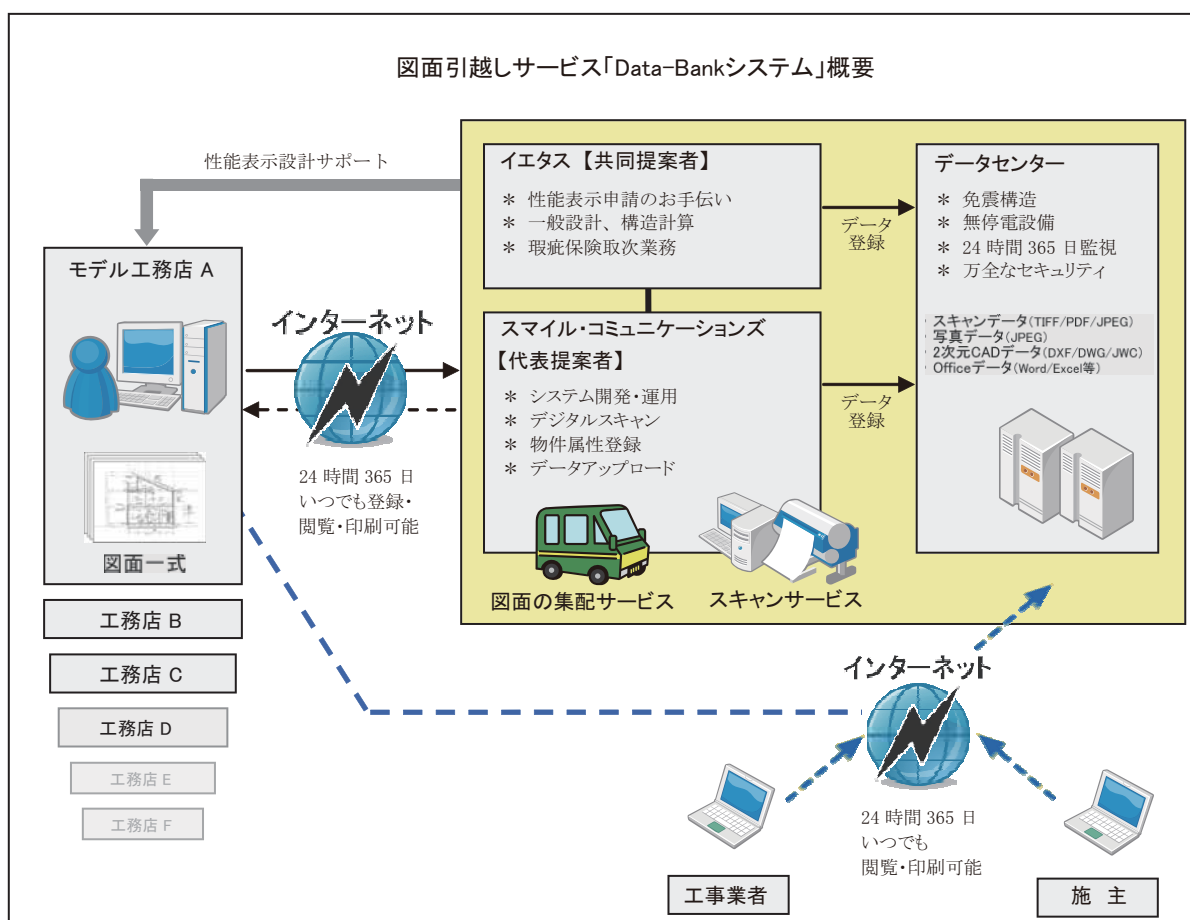 図面引越しサービス「Data-Bankシステム」概要
性能表示設計サポート
モデル工務店 A
図面一式
工務店 B
工務店 C
工務店 D
工務店 E
工務店 F
インターネット
24 時間 365 日
いつでも登録・
閲覧・印刷可能
イエタス【共同提案者】
＊ 性能表示申請のお手伝い
＊ 一般設計、構造計算
＊ 瑕疵保険取次業務
スマイル・コミュニケーションズ
【代表提案者】
＊ システム開発・運用
＊ デジタルスキャン
＊ 物件属性登録
＊ データアップロード
図面の集配サービス
スキャンサービス
データ
登録
データ
登録
データセンター
＊ 免震構造
＊ 無停電設備
＊ 24 時間 365 日監視
＊ 万全なセキュリティ
・スキャンデータ(TIFF/PDF/JPEG)
・写真データ(JPEG)
・2次元CADデータ(DXF/DWG/JWC)
・Officeデータ(Word/Excel等)
インターネット
24 時間 365 日
いつでも
閲覧・印刷可能
工事業者
施 主